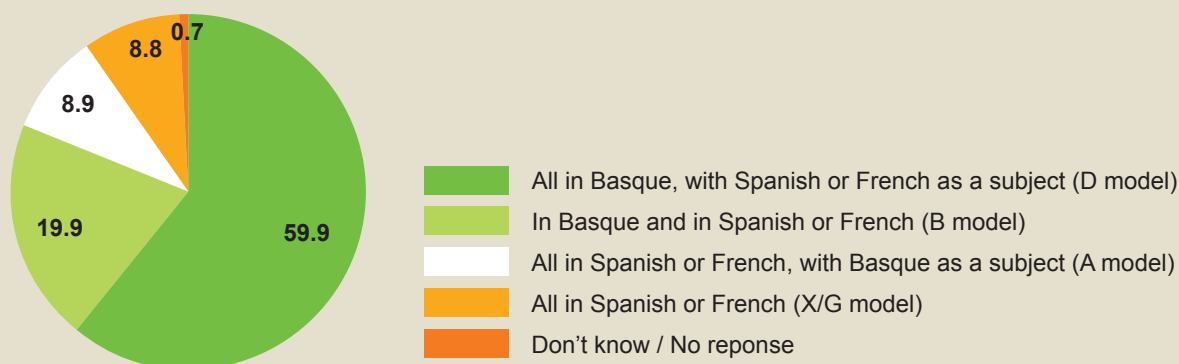 0.7
8.8
8.9
19.9
59.9
All in Basque, with Spanish or French as a subject (D model)
In Basque and in Spanish or French (B model)
All in Spanish or French, with Basque as a subject (A model)
All in Spanish or French (X/G model)
Don’t know / No reponse